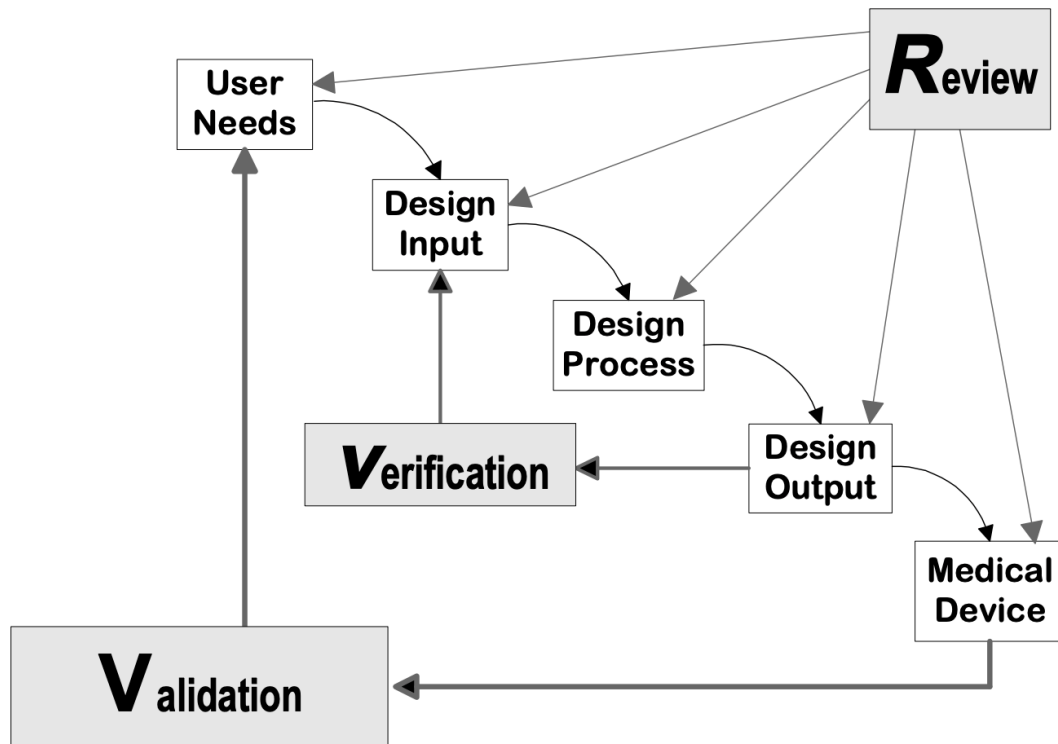 Review
User
Needs
Design
Input
Design
Process
Verification
Design
Output
Medical
Device
Validation